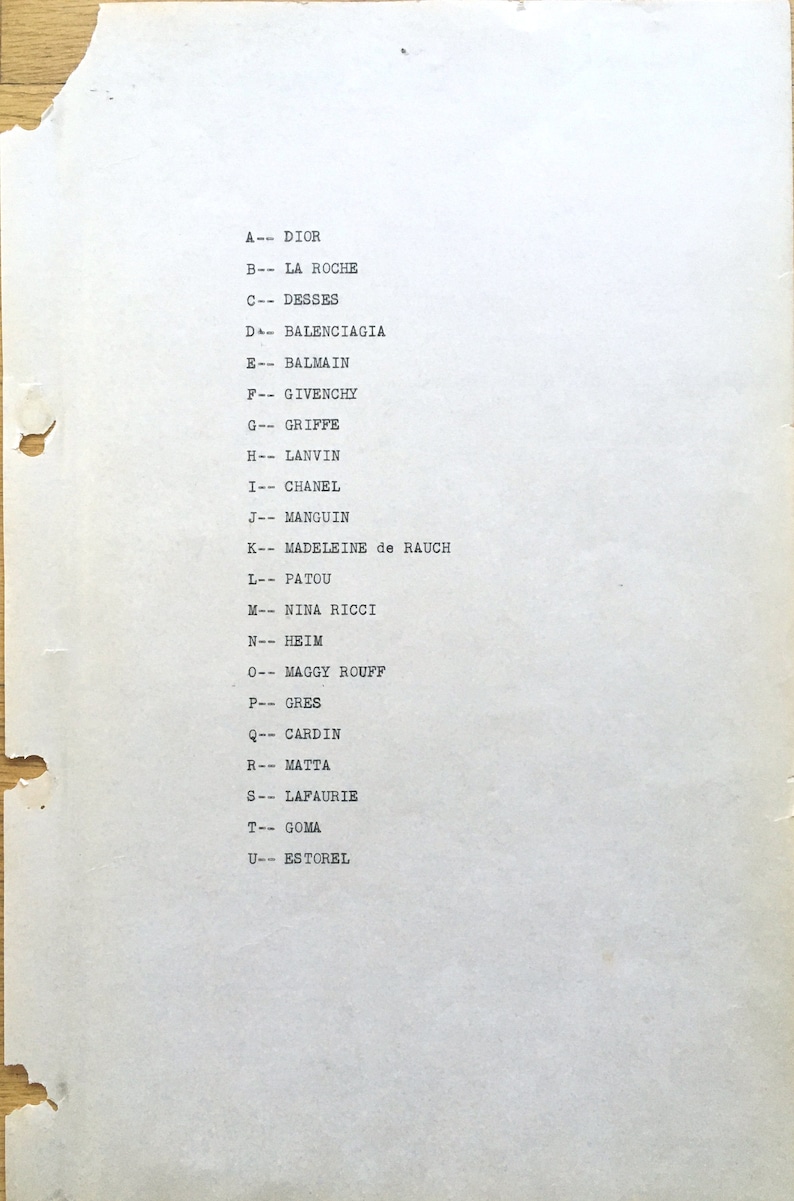 A-- DIOR
B-- LA ROCHE
C-- DESSES
D-- BALENCIAGIA
E-- BALMAIN
F-- GIVENCHY
G-- GRIFFE
H-- LANVIN
I-- CHANEL
J-- MANGUIN
K-- MADELEINE de RAUCH
L-- PATOU
M-- NINA RICCI
N-- HEIM
O-- MAGGY ROUFF
P-- GRES
Q-- CARDIN
R-- MATTA
S-- LAFAURIE
T-- GOMA
U-- ESTOREL